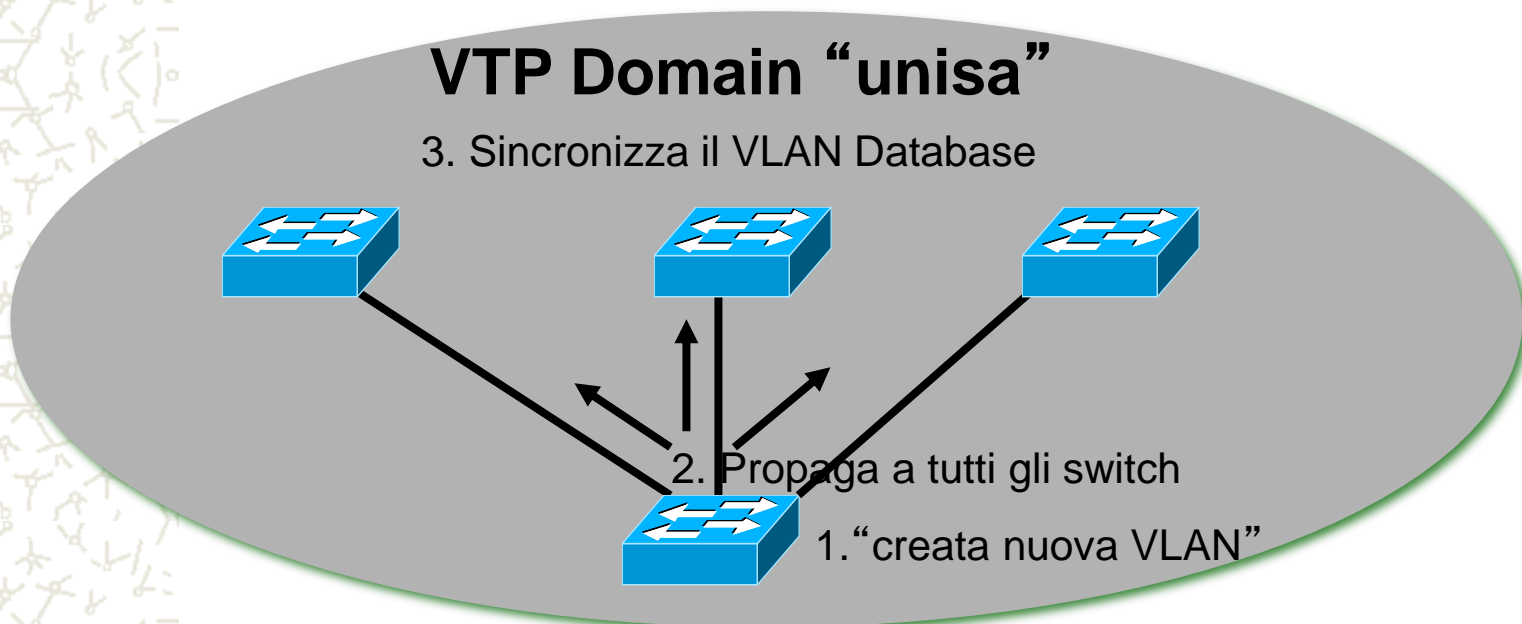 VTP Domain “unisa”
3. Sincronizza il VLAN Database
2. Propaga a tutti gli switch
1.“creata nuova VLAN”